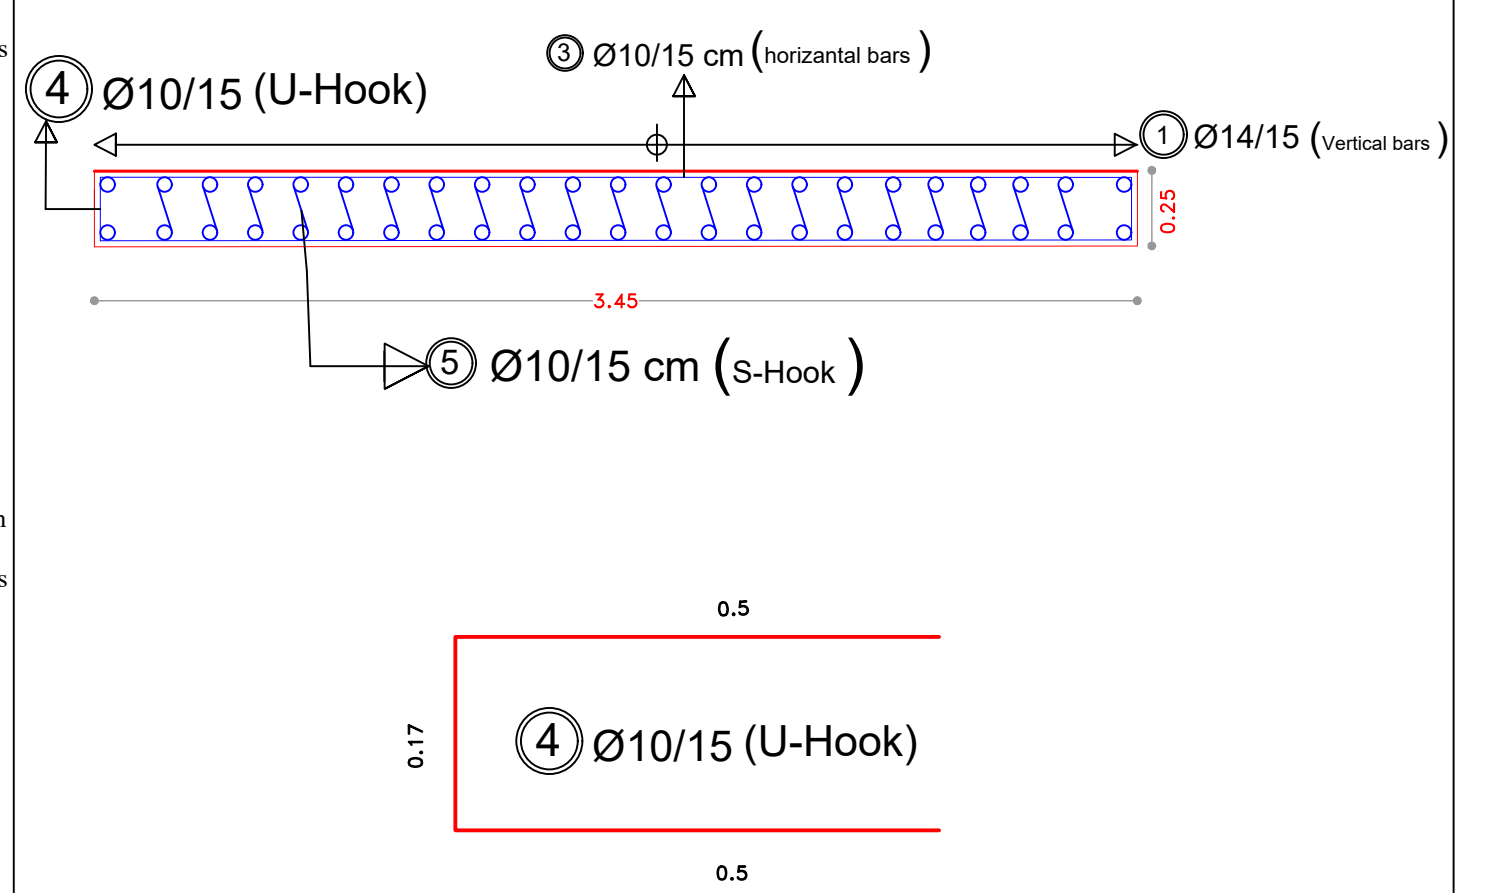 s
3 Ø10/15 cm (horizantal bars )
4 Ø10/15 (U-Hook)
1 Ø14/15 (Vertical bars )
0.25
3.45
5 Ø10/15 cm (S-Hook )
s
0.5
0.17
4 Ø10/15 (U-Hook)
0.5